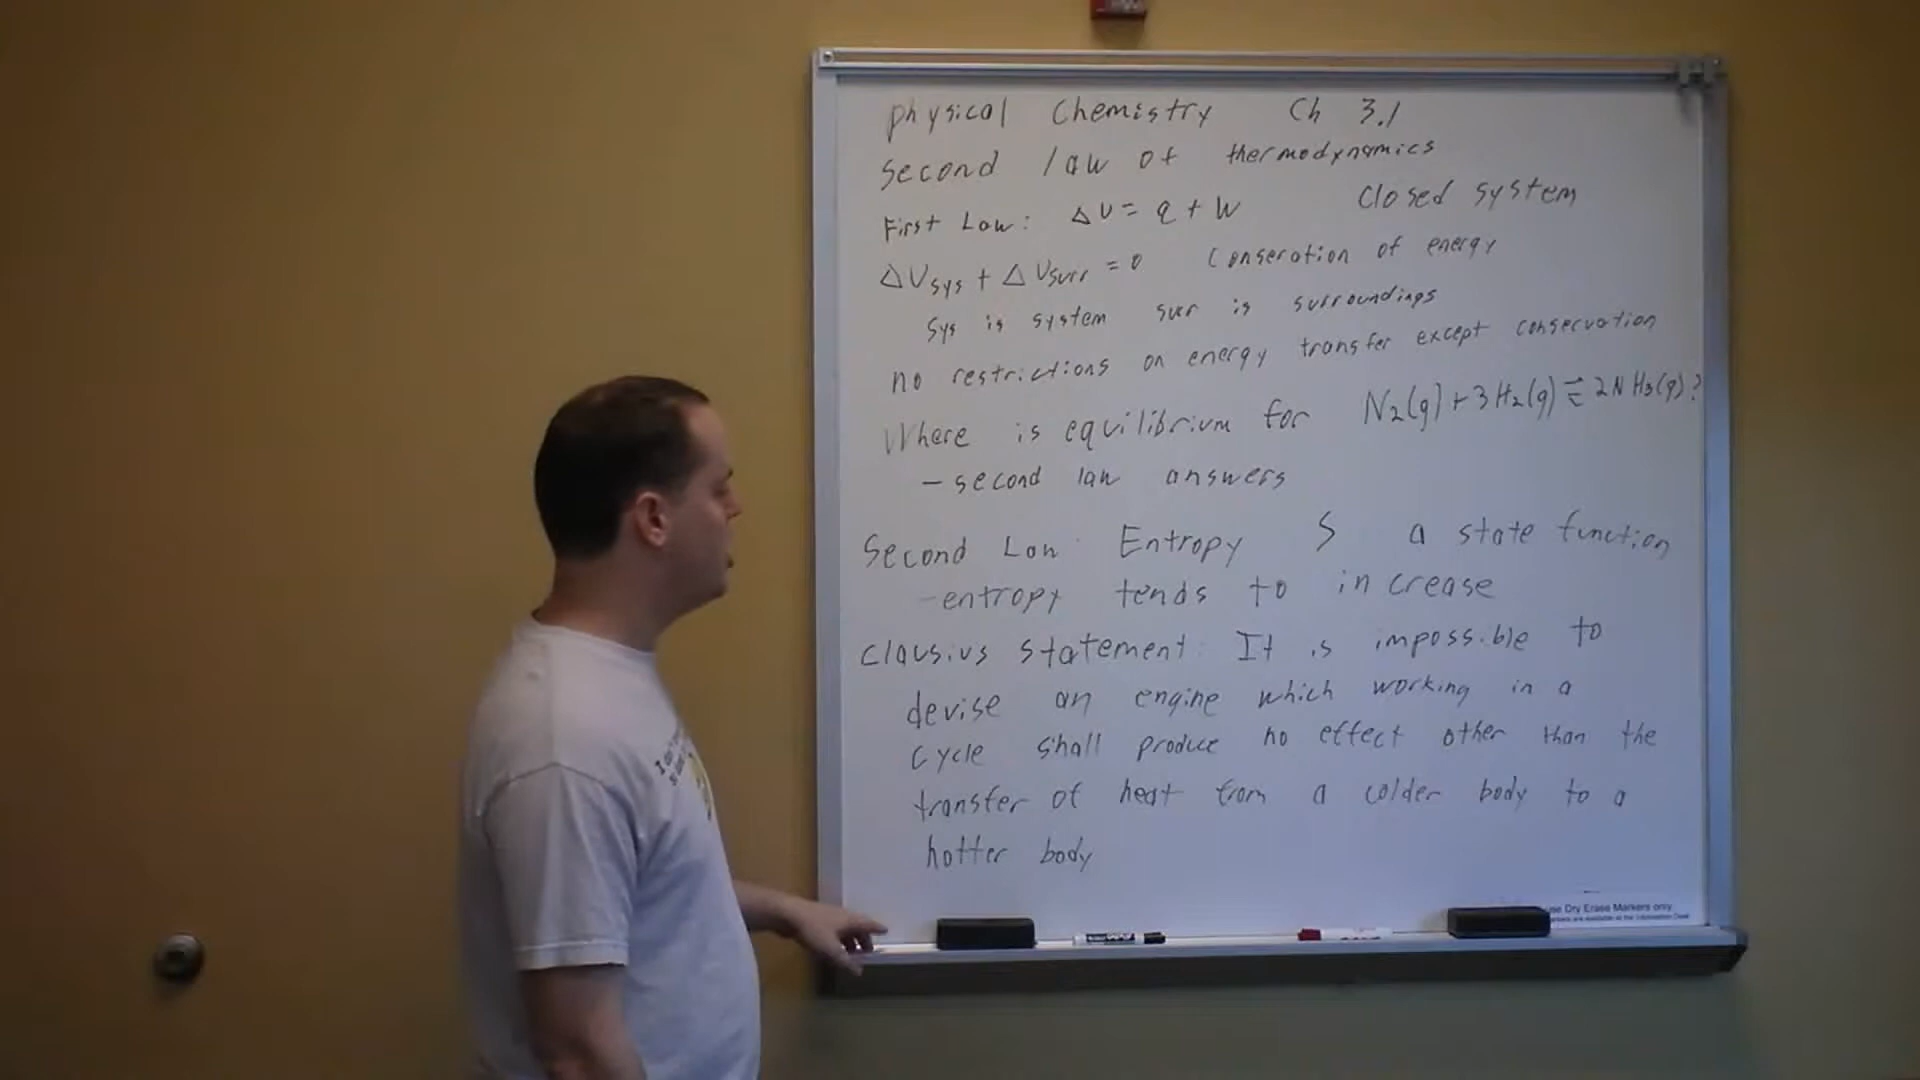 Physical Chemistry Ch 3.1
Second law of thermodynamics
First Law: ΔU = q + w Closed system
ΔUsys + ΔUsurr = 0 Conseration of energy
Sys is system surr is surroundings
no restrictions on energy transfer except conservation
Where is equilibrium for N₂(g) + 3H₂(g) ⇌ 2NH₃(g)?
- second law answers
Second Law: Entropy S a state function
- entropy tends to increase
Clausius statement: It is impossible to
devise an engine which working in a
cycle shall produce no effect other than the
transfer of heat from a colder body to a
hotter body
Dry Erase Markers only